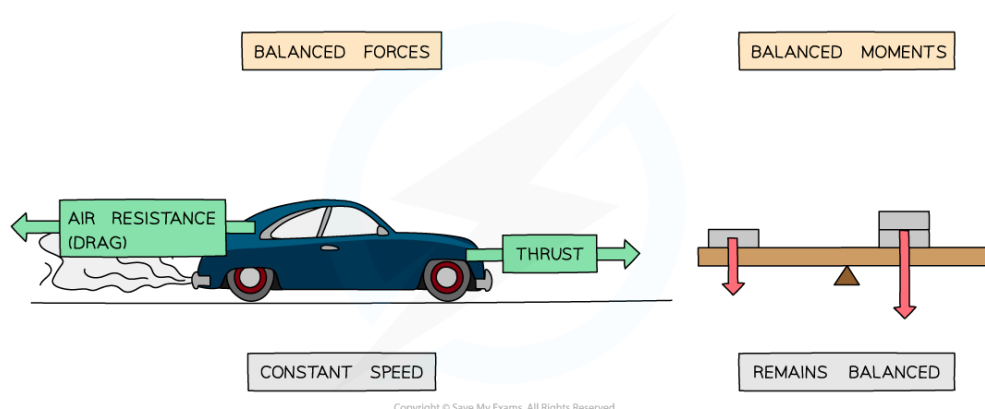 BALANCED FORCES
BALANCED MOMENTS
AIR RESISTANCE
(DRAG)
THRUST
CONSTANT SPEED
REMAINS BALANCED
Copyright © Save My Exams. All Rights Reserved